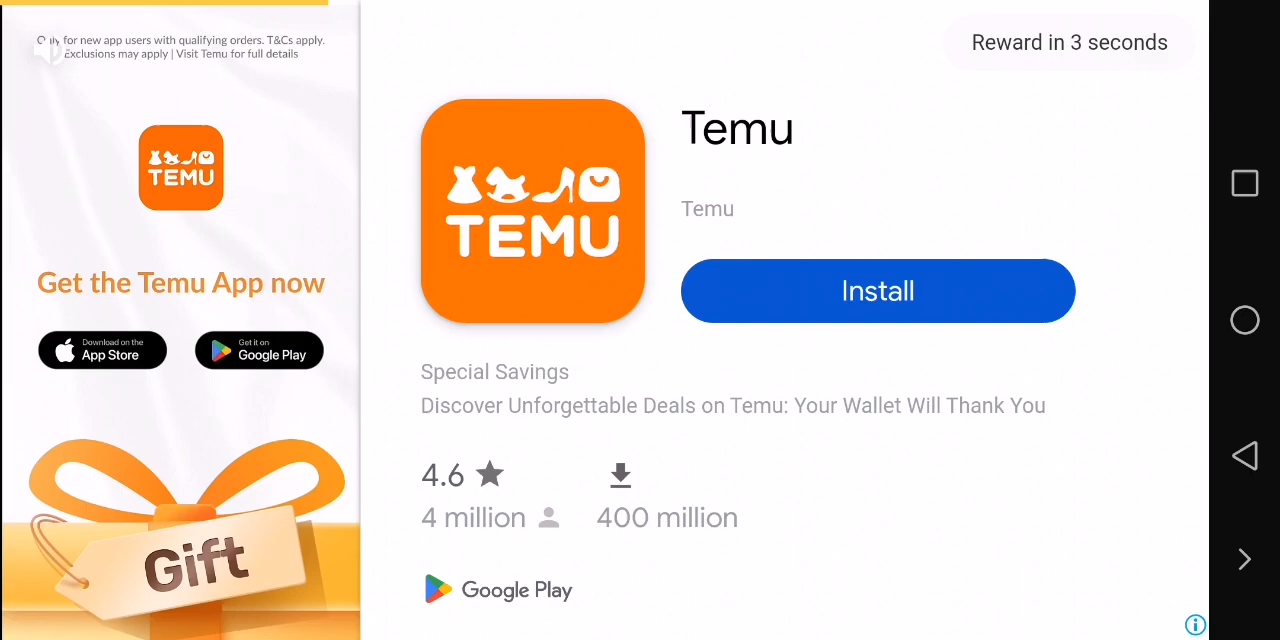 Only for new app users with qualifying orders. T&Cs apply.
Exclusions may apply | Visit Temu for full details
TEMU
Get the Temu App now
Download on the
App Store
Get it on
Google Play
Gift
Reward in 3 seconds
TEMU
Temu
Temu
Install
Special Savings
Discover Unforgettable Deals on Temu: Your Wallet Will Thank You
4.6
4 million
400 million
Google Play